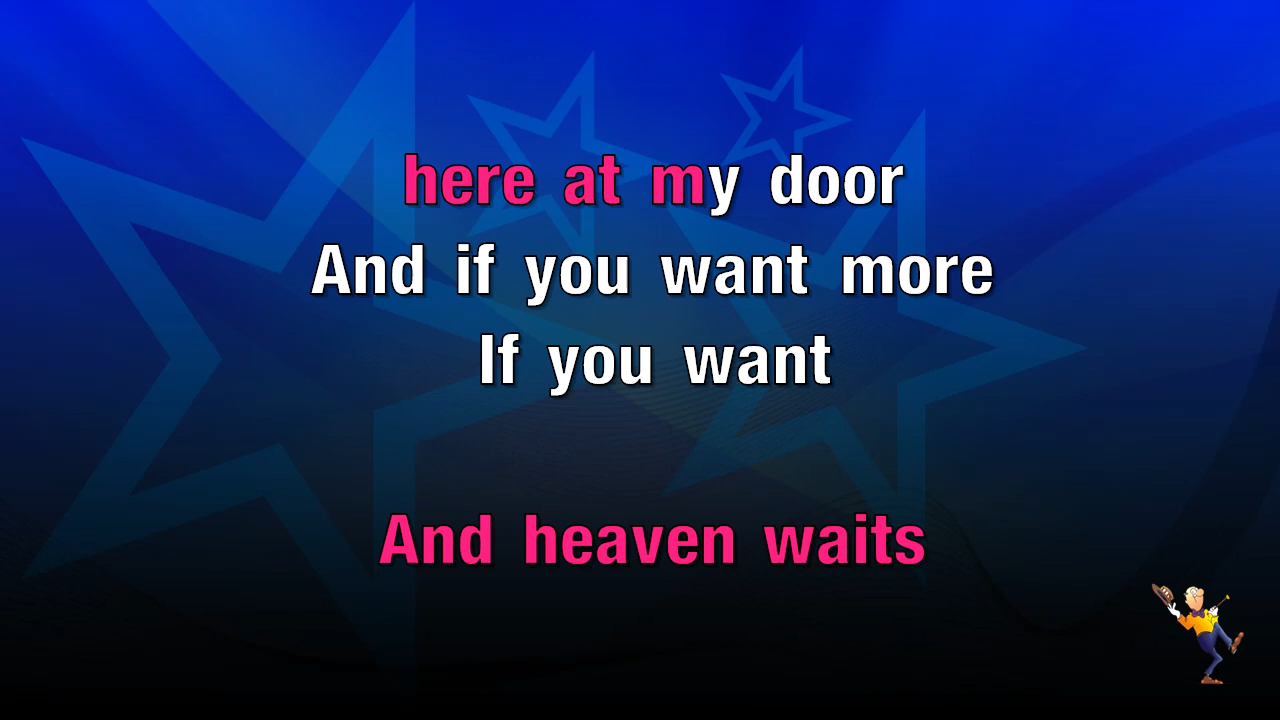 here at my door
And if you want more
If you want
And heaven waits